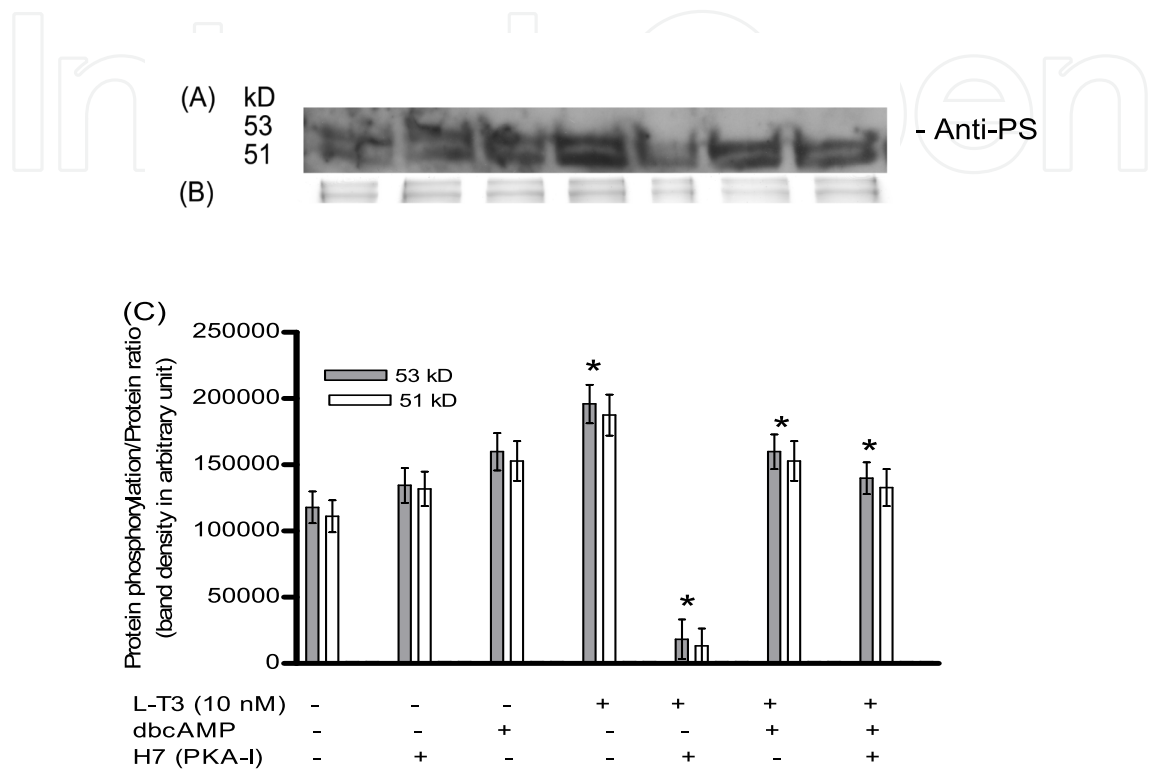 (A) kD
53
51
- Anti-PS
(B)
(C)
Protein phosphorylation/Protein ratio
(band density in arbitrary unit)
250000
200000
150000
100000
50000
0
53 kD
51 kD
*
*
*
*
L-T3 (10 nM) - - - + + + +
dbcAMP - - + - - + +
H7 (PKA-I) - + - - + - +